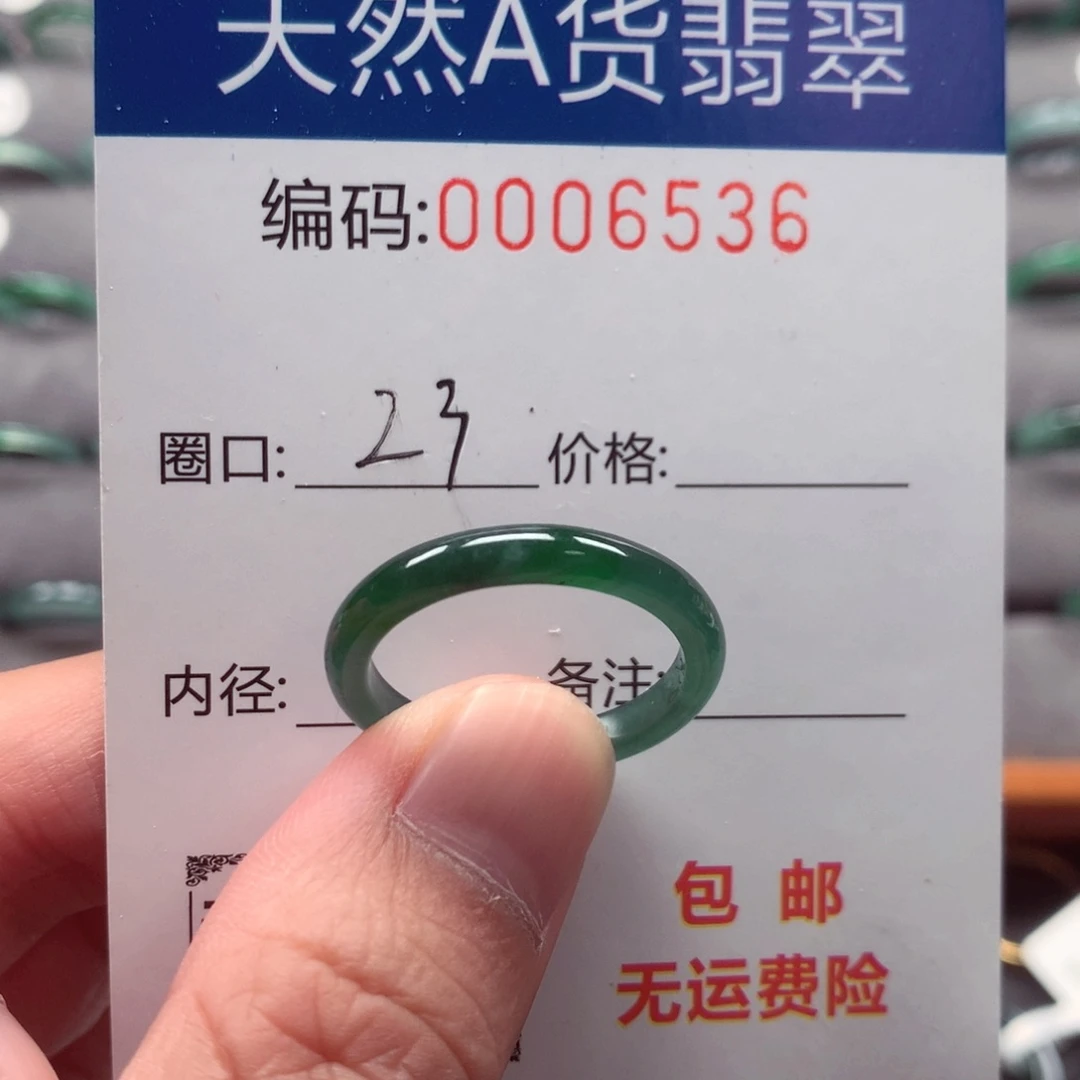 天然A货翡翠
编码:0006536
圈口: 23 价格:
内径: 备注:
包 邮
无运费险